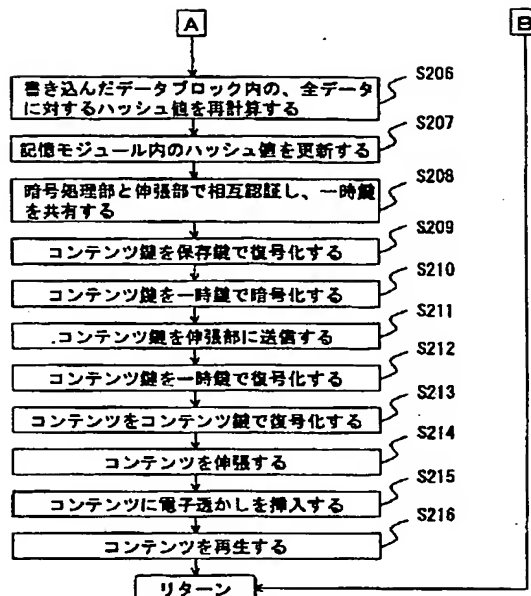 A
B
S206
書き込んだデータブロック内の、全データ
に対するハッシュ値を再計算する
S207
記憶モジュール内のハッシュ値を更新する
S208
暗号処理部と伸張部で相互認証し、一時鍵
を共有する
S209
コンテンツ鍵を保存鍵で復号化する
S210
コンテンツ鍵を一時鍵で暗号化する
S211
.コンテンツ鍵を伸張部に送信する
S212
コンテンツ鍵を一時鍵で復号化する
S213
コンテンツをコンテンツ鍵で復号化する
S214
コンテンツを伸張する
S215
コンテンツに電子透かしを挿入する
S216
コンテンツを再生する
リターン